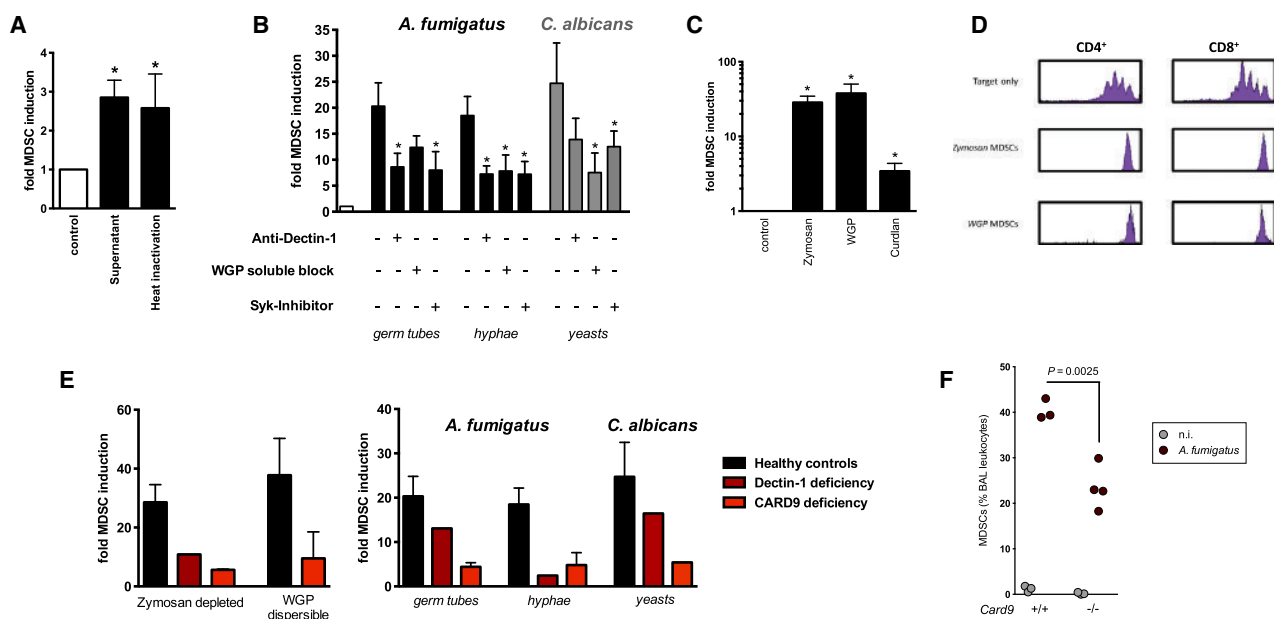 A
fold MDSC induction
4
3
2
1
0
control
Supernatant
Heat inactivation
*
*
B
A. fumigatus
C. albicans
fold MDSC induction
35
30
25
20
15
10
5
0
* * * * * * *
Anti-Dectin-1 - + - - - + - - - + - -
WGP soluble block - - + - - - + - - - + -
Syk-Inhibitor - - - + - - - + - - - +
germ tubes hyphae yeasts
C
fold MDSC induction
100
10
1
* * *
control
Zymosan
WGP
Curdlan
D
CD4+ CD8+
Target only
Zymosan MDSCs
WGP MDSCs
E
fold MDSC induction
60
40
20
0
Zymosan depleted
WGP
dispersible
fold MDSC induction
40
30
20
10
0
A. fumigatus
C. albicans
germ tubes hyphae yeasts
Healthy controls
Dectin-1 deficiency
CARD9 deficiency
F
MDSCs (% BAL leukocytes)
50
40
30
20
10
0
P = 0.0025
Card9 +/+ -/-
n.i.
A. fumigatus